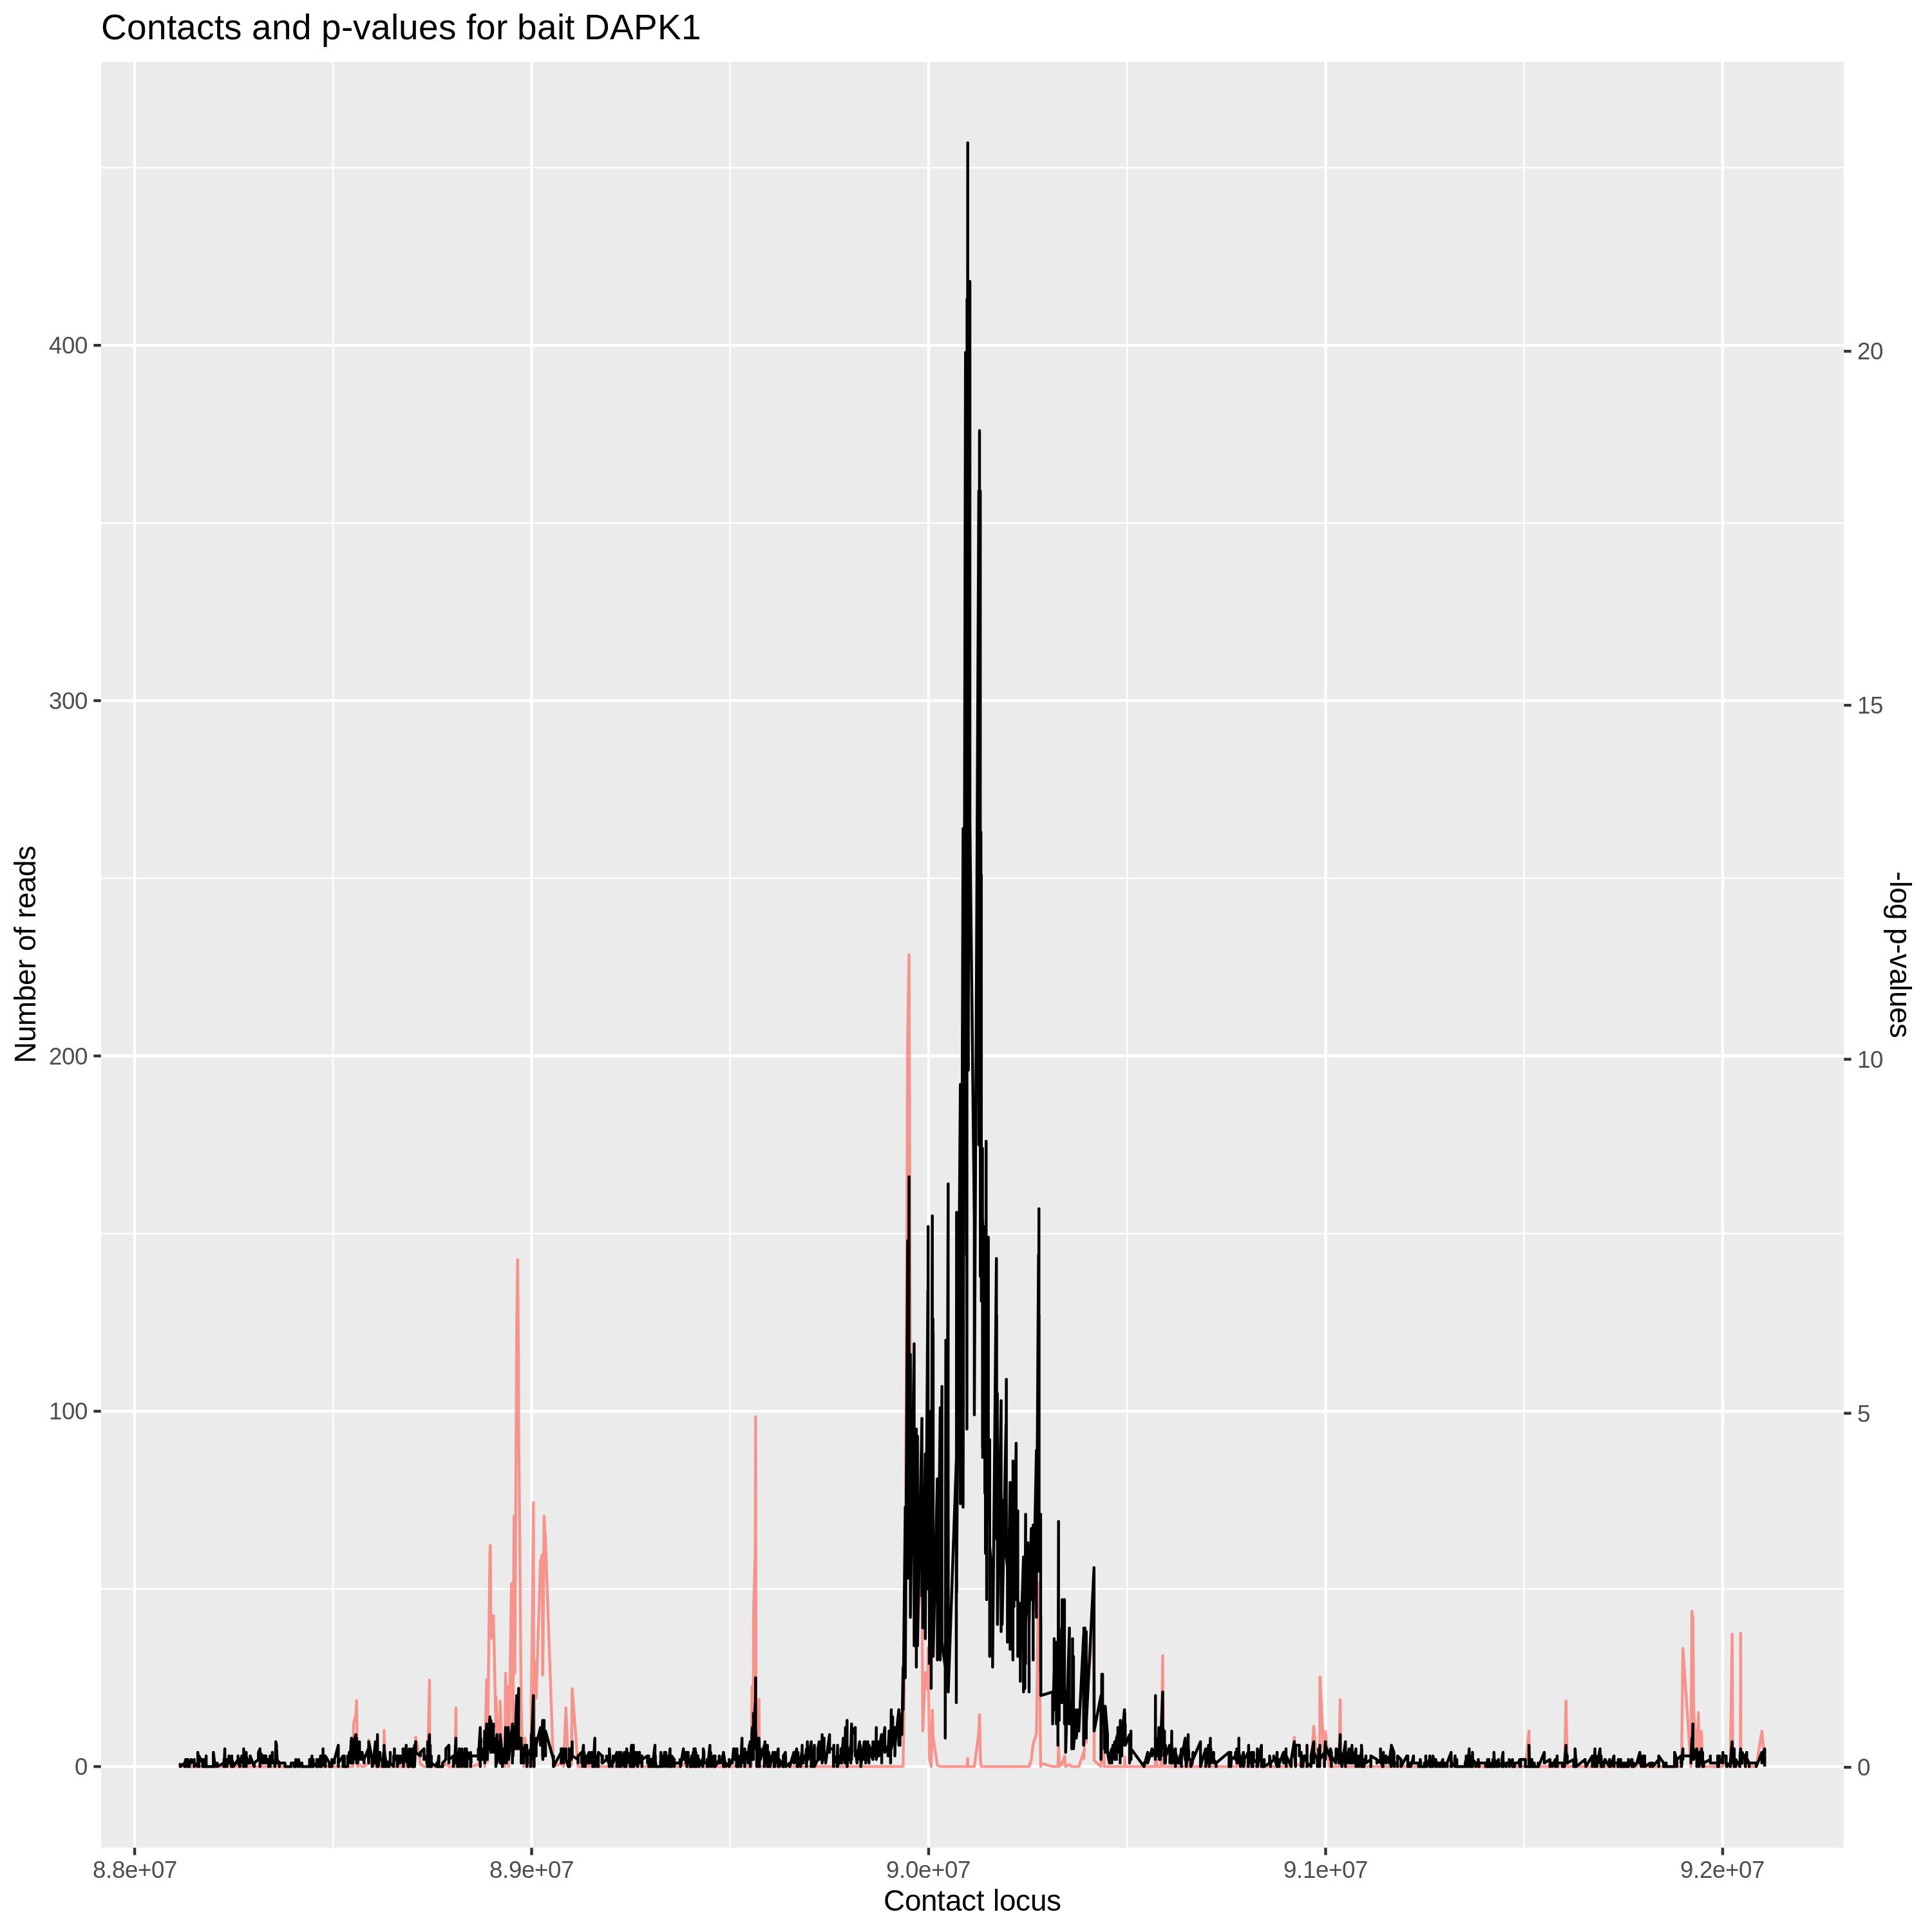 Contacts and p-values for bait DAPK1
Number of reads
400
300
200
100
0
20
15
10
5
0
-log p-values
8.8e+07 8.9e+07 9.0e+07 9.1e+07 9.2e+07
Contact locus